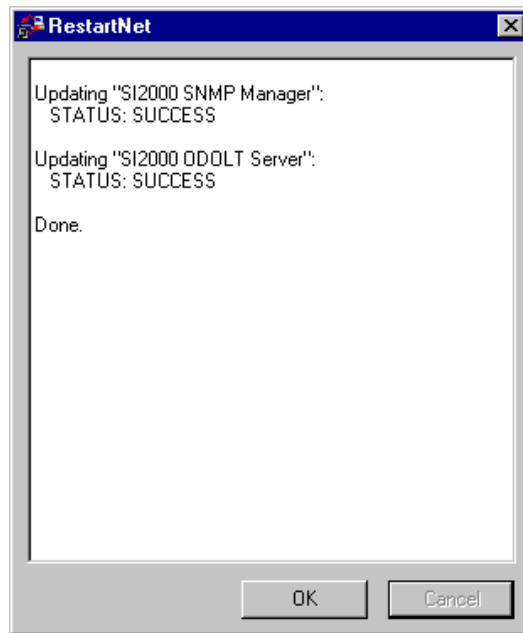 RestartNet
Updating "SI2000 SNMP Manager":
STATUS: SUCCESS
Updating "SI2000 ODOLT Server":
STATUS: SUCCESS
Done.
OK
Cancel